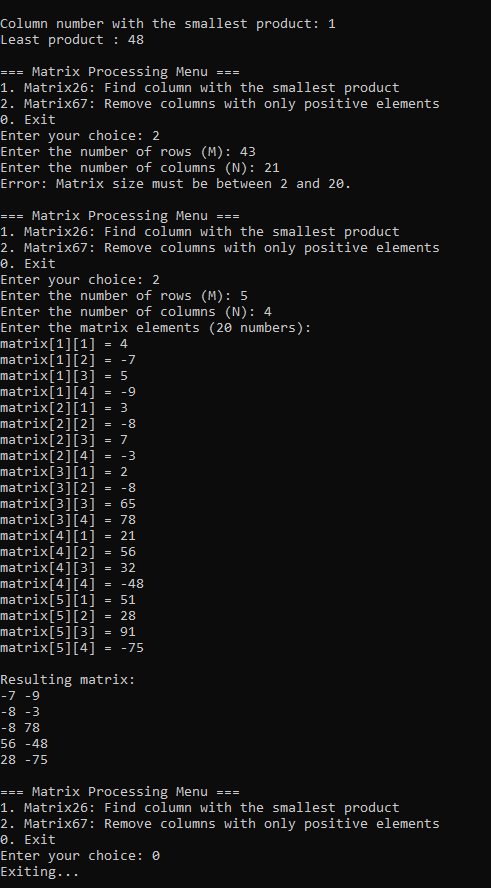 Column number with the smallest product: 1
Least product : 48
=== Matrix Processing Menu ===
1. Matrix26: Find column with the smallest product
2. Matrix67: Remove columns with only positive elements
0. Exit
Enter your choice: 2
Enter the number of rows (M): 43
Enter the number of columns (N): 21
Error: Matrix size must be between 2 and 20.
=== Matrix Processing Menu ===
1. Matrix26: Find column with the smallest product
2. Matrix67: Remove columns with only positive elements
0. Exit
Enter your choice: 2
Enter the number of rows (M): 5
Enter the number of columns (N): 4
Enter the matrix elements (20 numbers):
matrix[1][1] = 4
matrix[1][2] = -7
matrix[1][3] = 5
matrix[1][4] = -9
matrix[2][1] = 3
matrix[2][2] = -8
matrix[2][3] = 7
matrix[2][4] = -3
matrix[3][1] = 2
matrix[3][2] = -8
matrix[3][3] = 65
matrix[3][4] = 78
matrix[4][1] = 21
matrix[4][2] = 56
matrix[4][3] = 32
matrix[4][4] = -48
matrix[5][1] = 51
matrix[5][2] = 28
matrix[5][3] = 91
matrix[5][4] = -75
Resulting matrix:
-7 -9
-8 -3
-8 78
56 -48
28 -75
=== Matrix Processing Menu ===
1. Matrix26: Find column with the smallest product
2. Matrix67: Remove columns with only positive elements
0. Exit
Enter your choice: 0
Exiting...